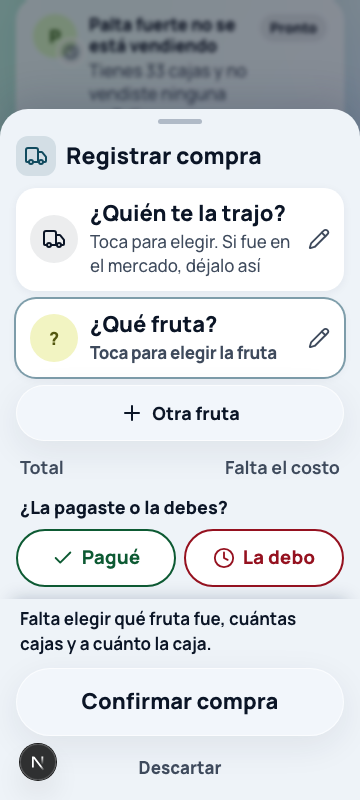 P
Palta fuerte no se
está vendiendo
Pronto
Tienes 33 cajas y no
vendiste ninguna
Registrar compra
¿Quién te la trajo?
Toca para elegir. Si fue en
el mercado, déjalo así
?
¿Qué fruta?
Toca para elegir la fruta
Otra fruta
Total
Falta el costo
¿La pagaste o la debes?
Pagué
La debo
Falta elegir qué fruta fue, cuántas
cajas y a cuánto la caja.
Confirmar compra
N
Descartar